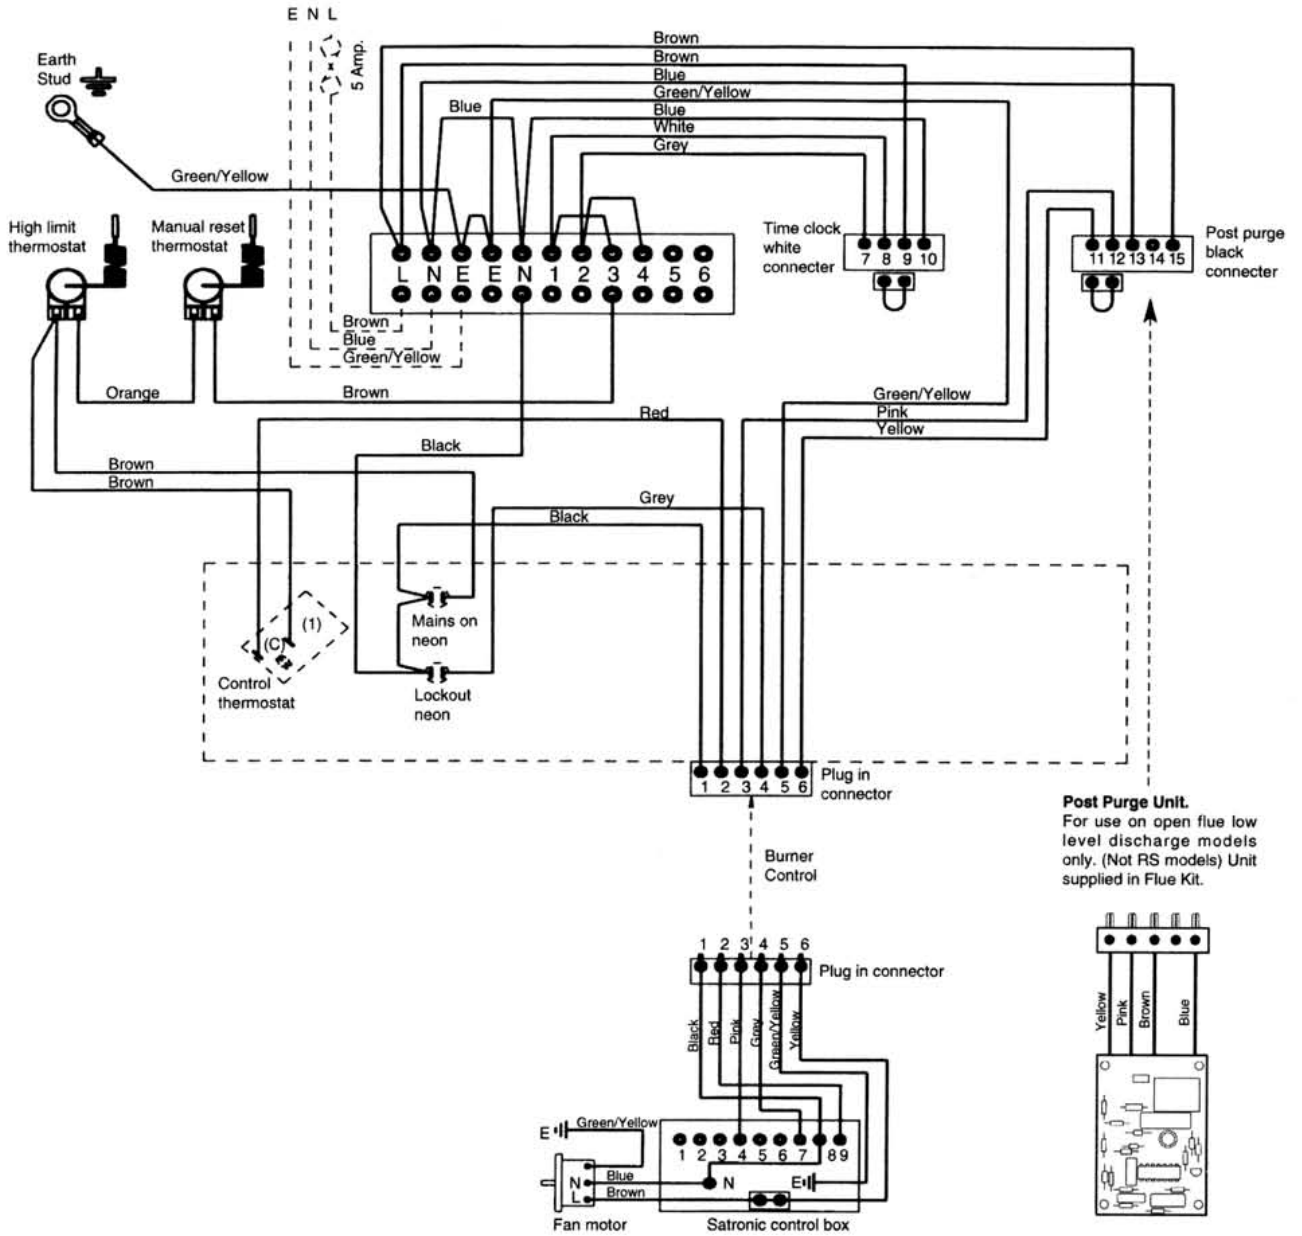 E N L
5 Amp.
Earth
Stud
Brown
Brown
Blue
Green/Yellow
Blue
Blue
White
Grey
Green/Yellow
High limit
thermostat
Manual reset
thermostat
Time clock
white
connecter
7 8 9 10
Post purge
black
connecter
11 12 13 14 15
L N E E N 1 2 3 4 5 6
Brown
Blue
Green/Yellow
Orange
Brown
Green/Yellow
Pink
Yellow
Red
Black
Brown
Brown
Grey
Black
Mains on
neon
(1)
(C)
Control
thermostat
Lockout
neon
1 2 3 4 5 6
Plug in
connector
Post Purge Unit.
For use on open flue low
level discharge models
only. (Not RS models) Unit
supplied in Flue Kit.
Burner
Control
1 2 3 4 5 6
Plug in connector
Black
Red
Pink
Grey
Green/Yellow
Yellow
Yellow
Pink
Brown
Blue
E
Green/Yellow
1 2 3 4 5 6 7 8 9
N
Blue
N
E
L
Brown
Fan motor
Satronic control box